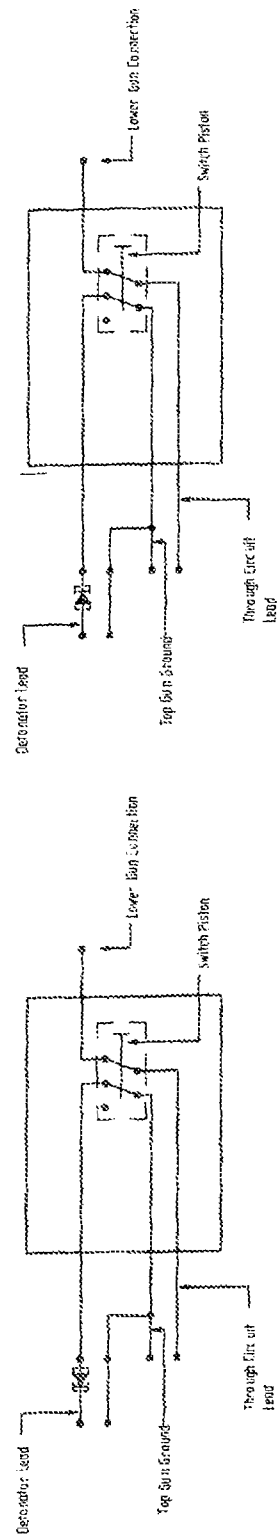 Detonator Lead
Lower Gun Connection
Switch Piston
Top Gun Ground
Through Circuit
Lead
Detonator Lead
Lower Gun Connection
Switch Piston
Top Gun Ground
Through Circuit
Lead